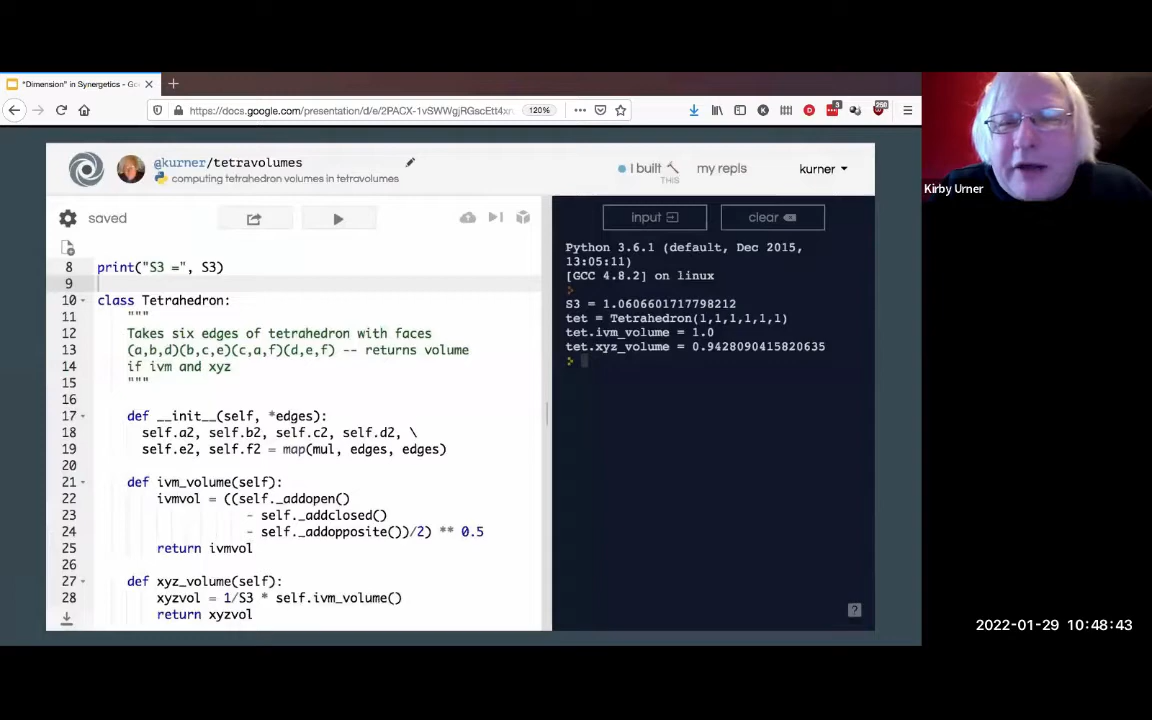 "Dimension" in Synergetics - Go
https://docs.google.com/presentation/d/e/2PACX-1vSWWgjRGscEtt4xn
120%
3
250
@kurner/tetravolumes
computing tetrahedron volumes in tetravolumes
I built
THIS
my repls
kurner
saved
input
clear
8 print("S3 =", S3)
9
10 class Tetrahedron:
11 """
12 Takes six edges of tetrahedron with faces
13 (a,b,d)(b,c,e)(c,a,f)(d,e,f) -- returns volume
14 if ivm and xyz
15 """
16
17 def __init__(self, *edges):
18 self.a2, self.b2, self.c2, self.d2, \
19 self.e2, self.f2 = map(mul, edges, edges)
20
21 def ivm_volume(self):
22 ivmvol = ((self._addopen()
23 - self._addclosed()
24 - self._addopposite())/2) ** 0.5
25 return ivmvol
26
27 def xyz_volume(self):
28 xyzvol = 1/S3 * self.ivm_volume()
return xyzvol
Python 3.6.1 (default, Dec 2015,
13:05:11)
[GCC 4.8.2] on linux
S3 = 1.0606601717798212
tet = Tetrahedron(1,1,1,1,1,1)
tet.ivm_volume = 1.0
tet.xyz_volume = 0.9428090415820635
?
Kirby Urner
2022-01-29 10:48:43